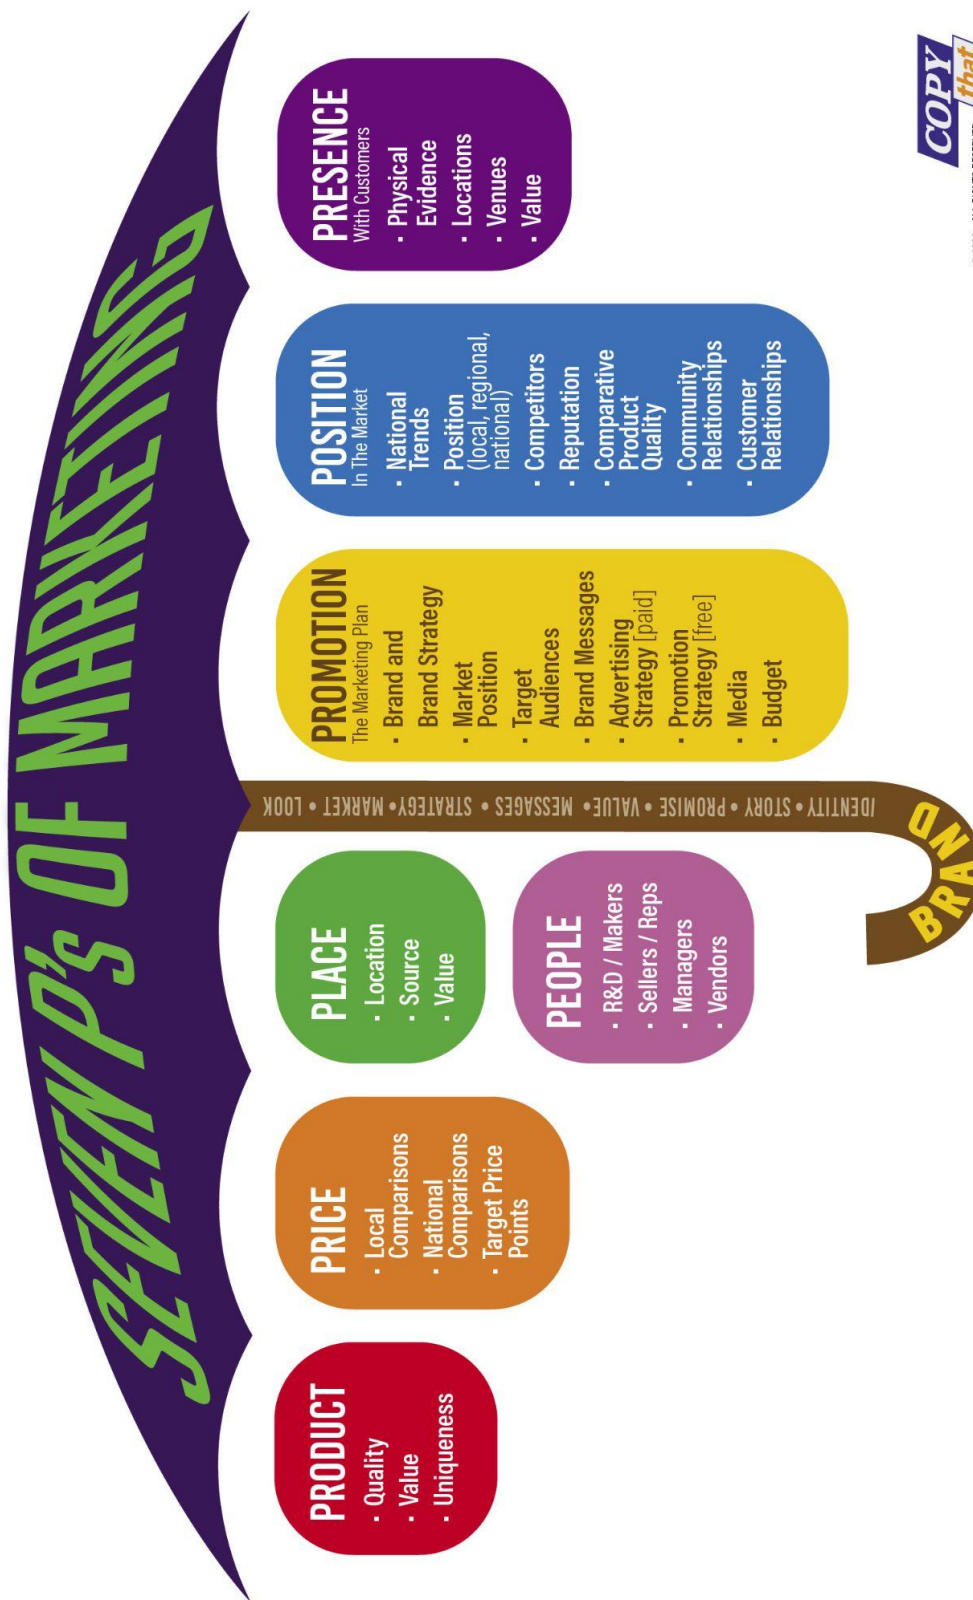 SEVEN P's OF MARKETING
PRODUCT
· Quality
· Value
· Uniqueness
PRICE
· Local
Comparisons
· National
Comparisons
· Target Price
Points
PLACE
· Location
· Source
· Value
PEOPLE
· R&D / Makers
· Sellers / Reps
· Managers
· Vendors
IDENTITY • STORY • PROMISE • VALUE • MESSAGES • STRATEGY • MARKET • LOOK
BRAND
PROMOTION
The Marketing Plan
· Brand and
Brand Strategy
· Market
Position
· Target
Audiences
· Brand Messages
· Advertising
Strategy [paid]
· Promotion
Strategy [free]
· Media
· Budget
POSITION
In The Market
· National
Trends
· Position
(local, regional,
national)
· Competitors
· Reputation
· Comparative
Product
Quality
· Community
Relationships
· Customer
Relationships
PRESENCE
With Customers
· Physical
Evidence
· Locations
· Venues
· Value
COPY
that